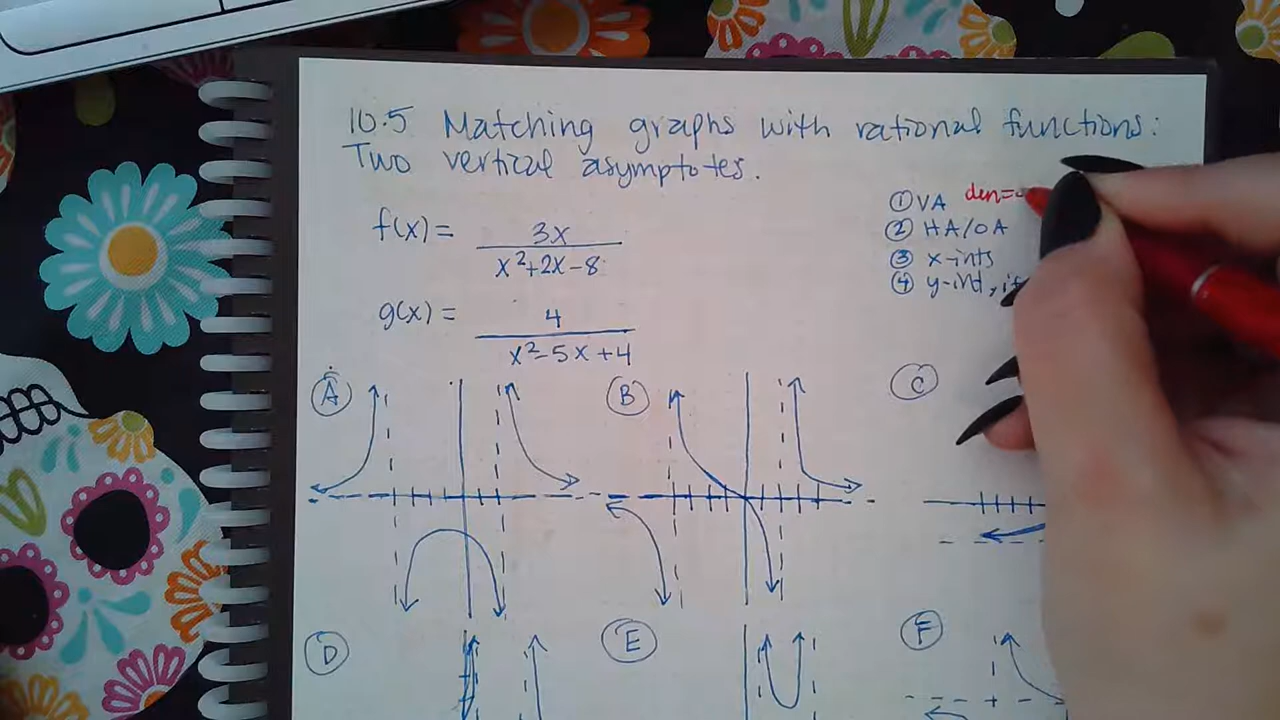 10.5 Matching graphs with rational functions:
Two vertical asymptotes.
① VA den=
② HA/OA
③ x-ints
④ y-int, if
f(x) = 3x
x²+2x-8
g(x) = 4
x²-5x+4
Ⓐ
Ⓑ
Ⓒ
Ⓓ
Ⓔ
Ⓕ